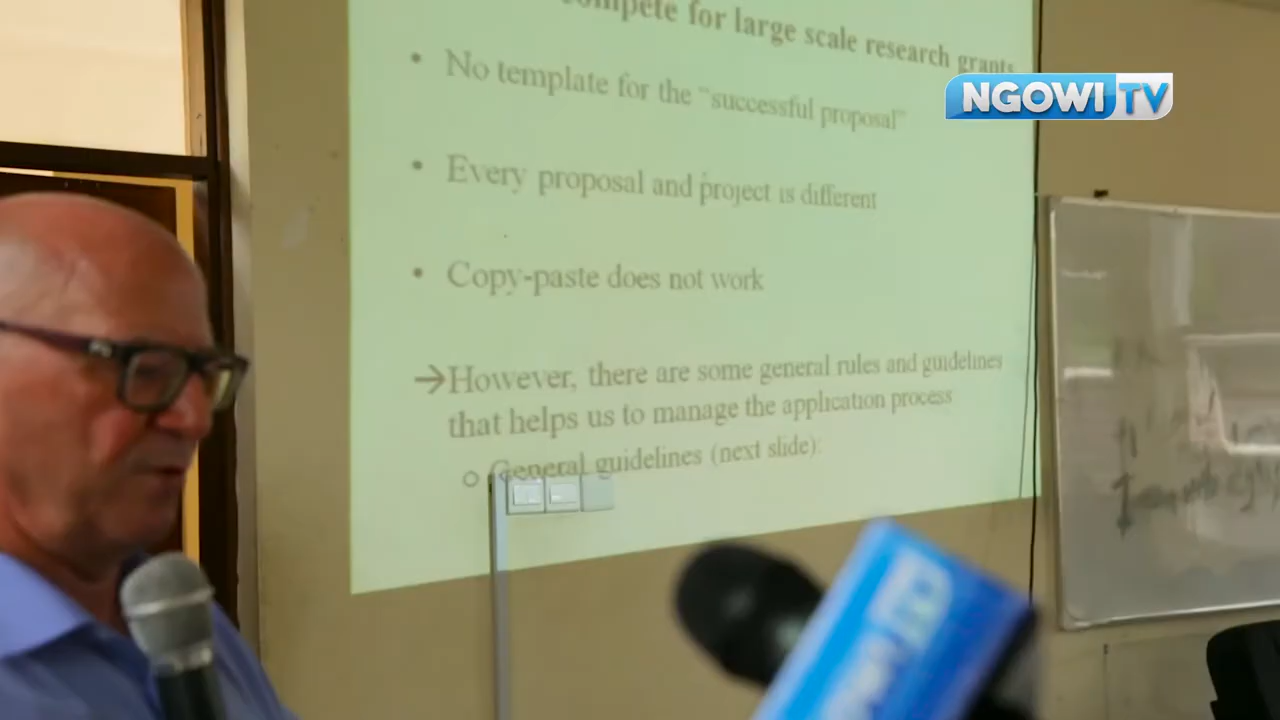 compete for large scale research grants
• No template for the “successful proposal”
• Every proposal and project is different
• Copy-paste does not work
→However, there are some general rules and guidelines
that helps us to manage the application process
o General guidelines (next slide):
NGOWI TV